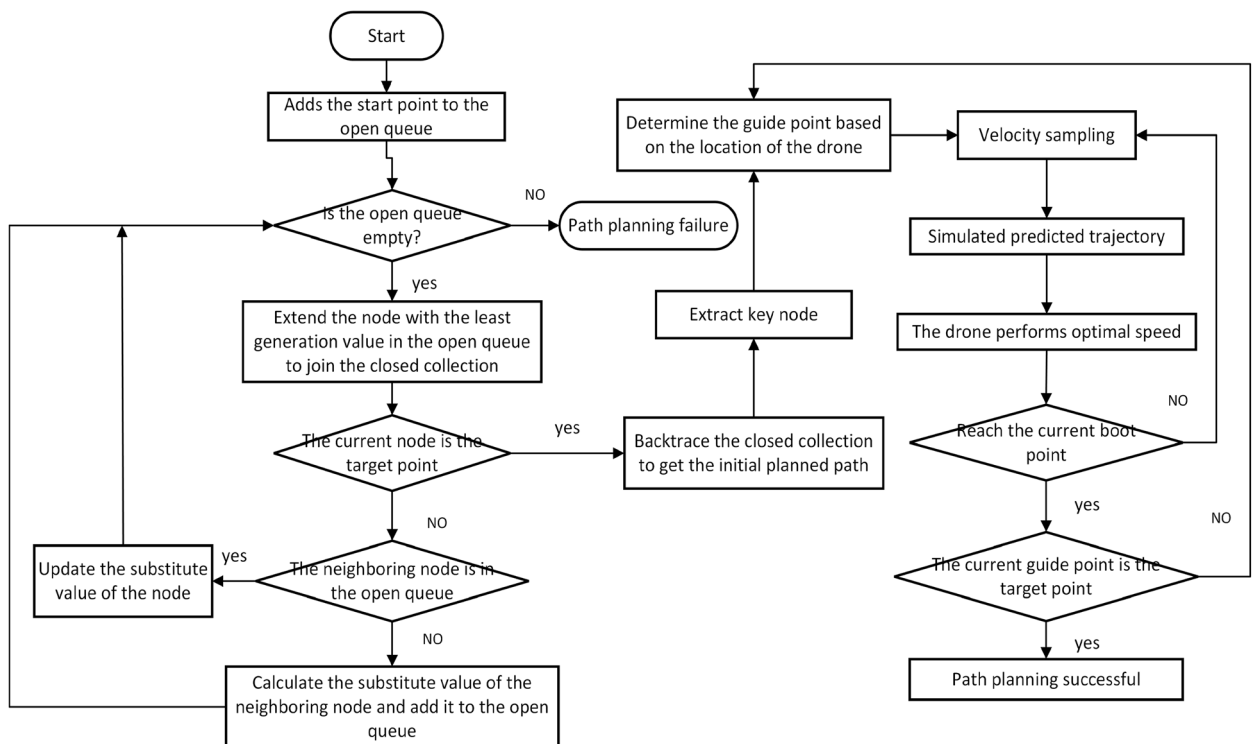 Start
Adds the start point to the
open queue
Is the open queue
empty?
NO
Path planning failure
yes
Extend the node with the least
generation value in the open queue
to join the closed collection
The current node is the
target point
yes
NO
The neighboring node is in
the open queue
yes
Update the substitute
value of the node
NO
Calculate the substitute value of the
neighboring node and add it to the open
queue
Backtrace the closed collection
to get the initial planned path
Extract key node
Determine the guide point based
on the location of the drone
Velocity sampling
Simulated predicted trajectory
The drone performs optimal speed
Reach the current boot
point
NO
yes
The current guide point is the
target point
NO
yes
Path planning successful